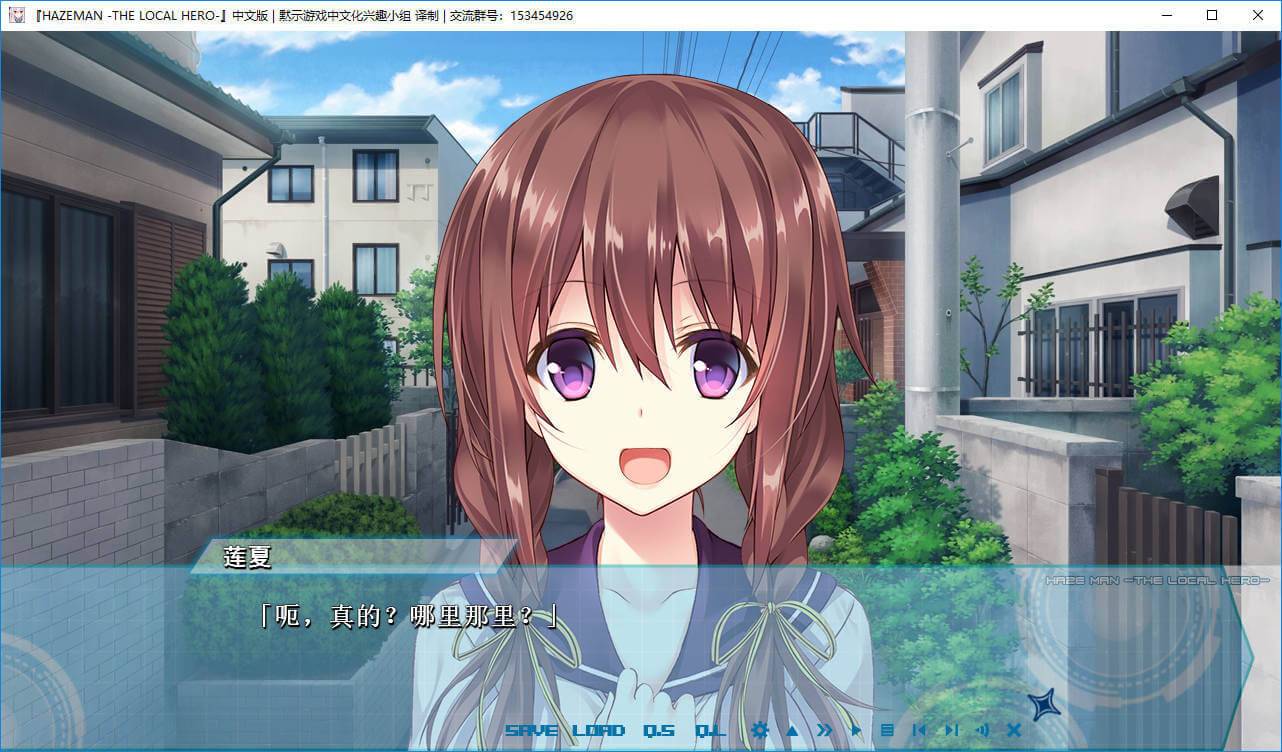 『HAZEMAN -THE LOCAL HERO-』中文版 | 黙示游戏中文化兴趣小组 译制 | 交流群号：153454926
HAZE MAN -THE LOCAL HERO-
莲夏
「呃，真的？哪里那里？」
SAVE LOAD Q.S Q.L